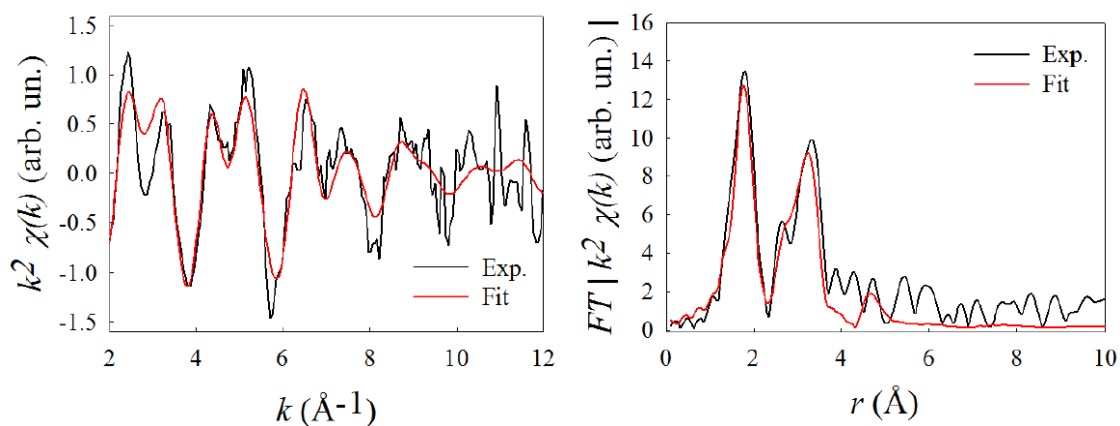 1.5
1.0
0.5
0.0
-0.5
-1.0
-1.5
k² χ(k) (arb. un.)
Exp.
Fit
2 4 6 8 10 12
k (Å⁻¹)
16
14
12
10
8
6
4
2
0
FT | k² χ(k) (arb. un.) |
Exp.
Fit
0 2 4 6 8 10
r (Å)